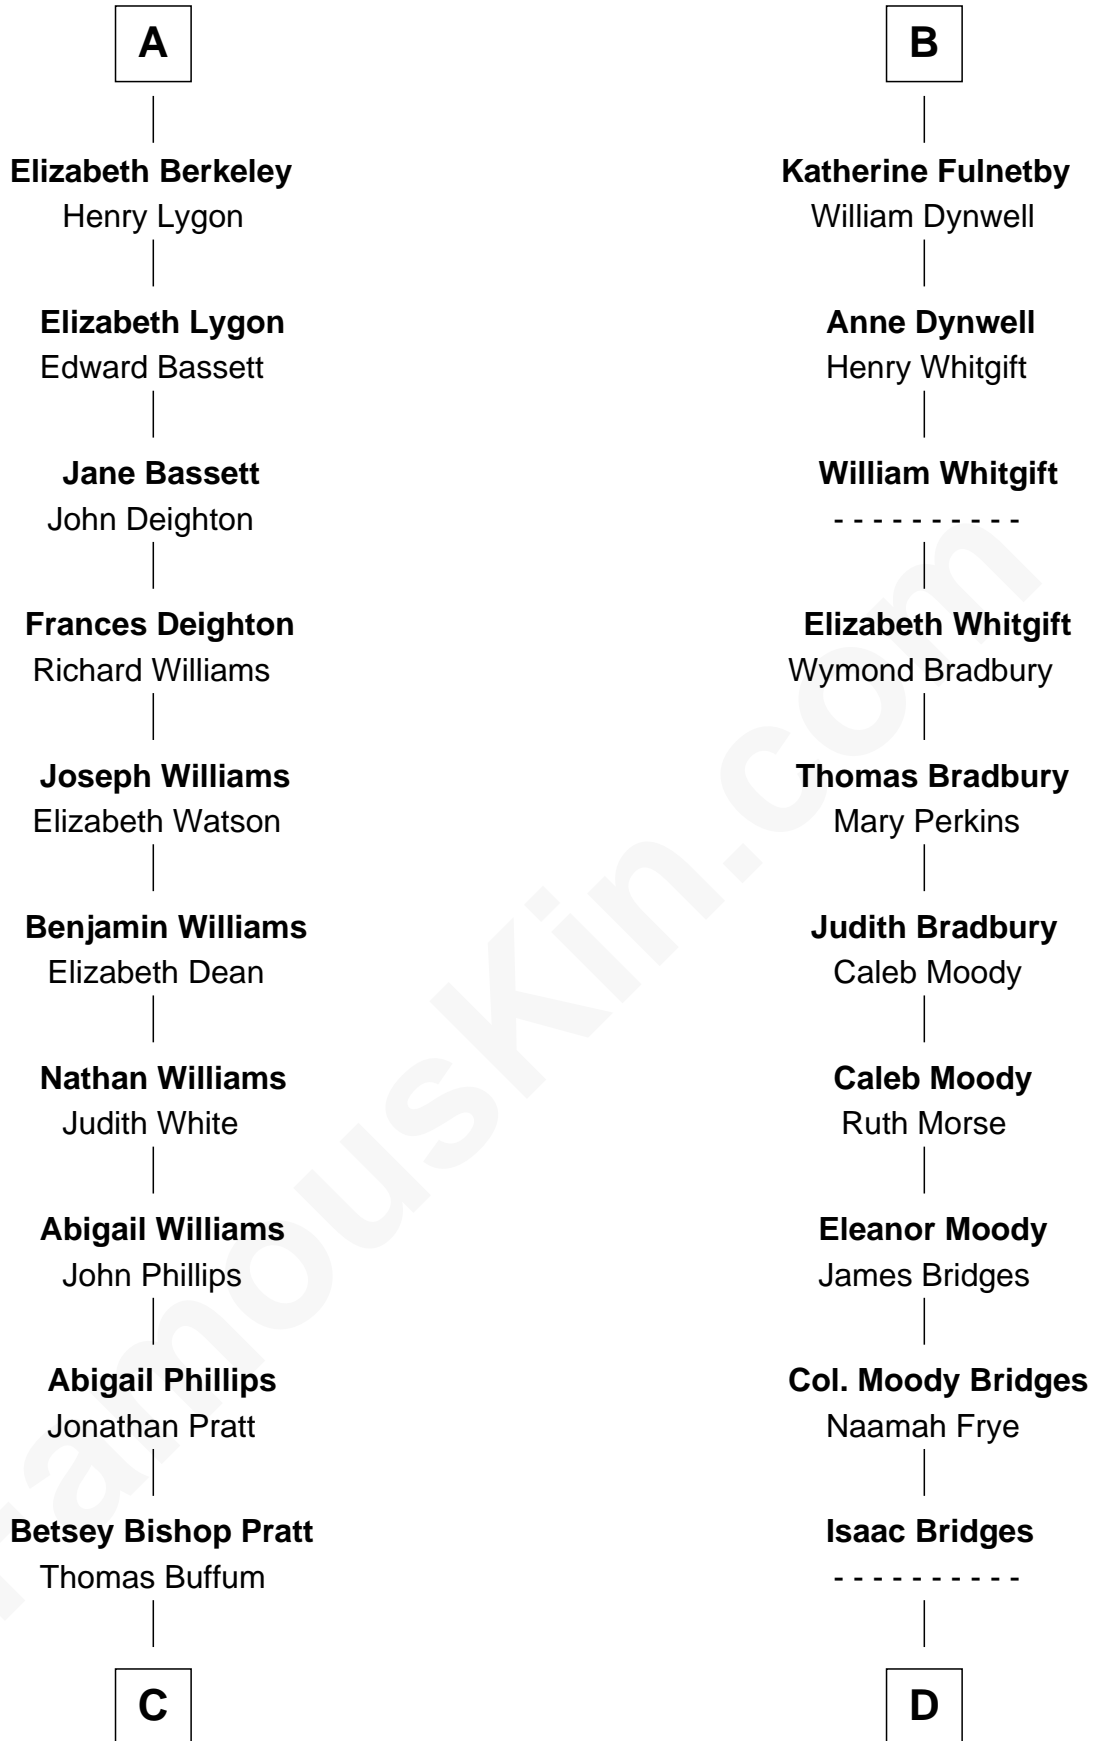 A
Elizabeth Berkeley
Henry Lygon
Elizabeth Lygon
Edward Bassett
Jane Bassett
John Deighton
Frances Deighton
Richard Williams
Joseph Williams
Elizabeth Watson
Benjamin Williams
Elizabeth Dean
Nathan Williams
Judith White
Abigail Williams
John Phillips
Abigail Phillips
Jonathan Pratt
Betsey Bishop Pratt
Thomas Buffum
C
B
Katherine Fulnetby
William Dynwell
Anne Dynwell
Henry Whitgift
William Whitgift
- - - - - - - - - -
Elizabeth Whitgift
Wymond Bradbury
Thomas Bradbury
Mary Perkins
Judith Bradbury
Caleb Moody
Caleb Moody
Ruth Morse
Eleanor Moody
James Bridges
Col. Moody Bridges
Naamah Frye
Isaac Bridges
- - - - - - - - - -
D
FamousKin.com